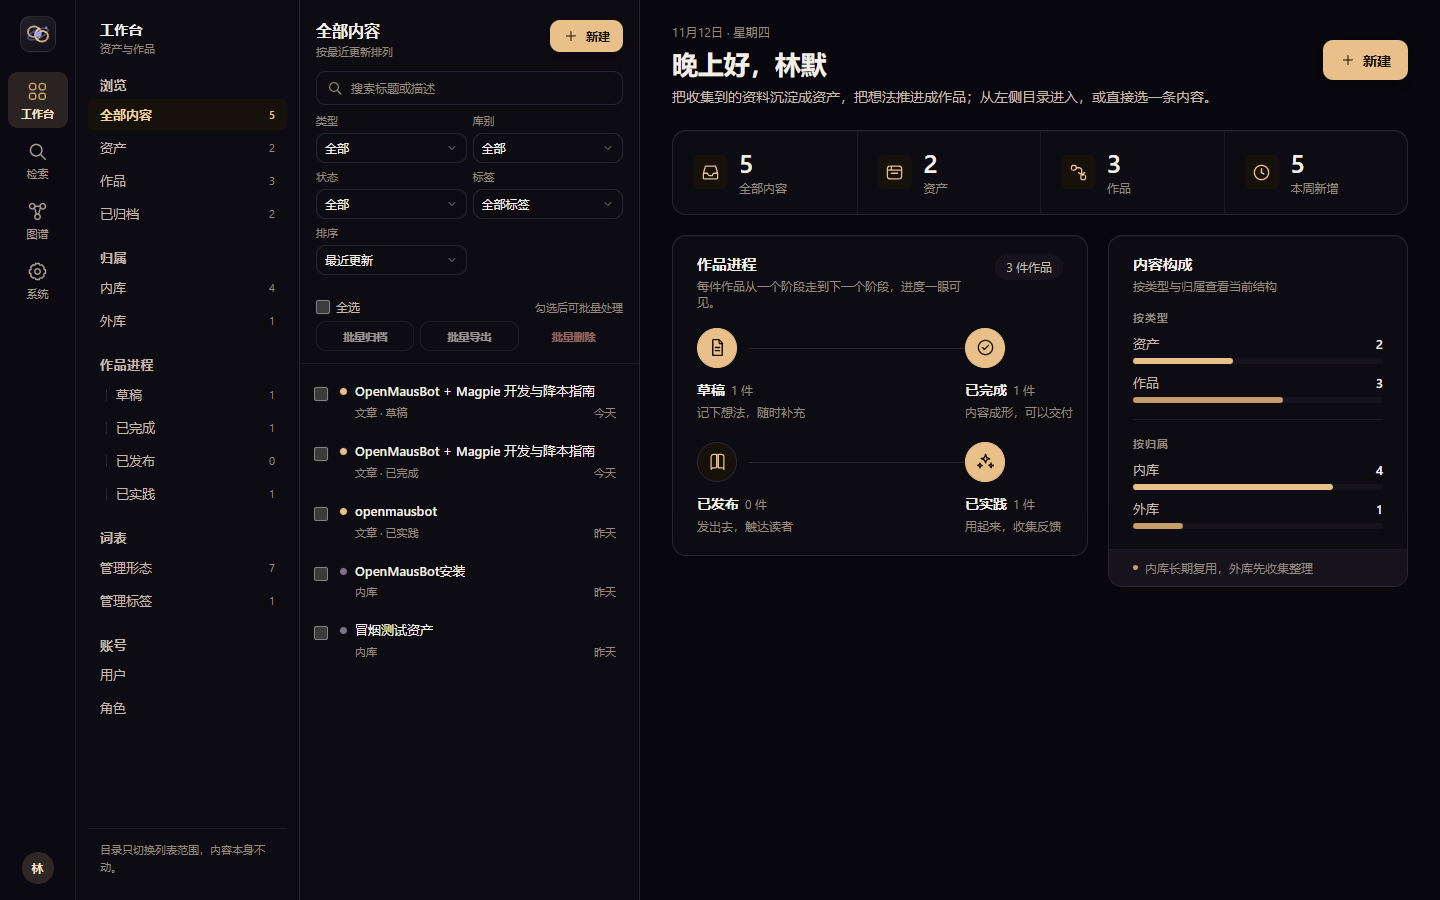 工作台
检索
图谱
系统
林
工作台
资产与作品
浏览
全部内容 5
资产 2
作品 3
已归档 2
归属
内库 4
外库 1
作品进程
草稿 1
已完成 1
已发布 0
已实践 1
词表
管理形态 7
管理标签 1
账号
用户
角色
目录只切换列表范围，内容本身不
动。
全部内容
按最近更新排列
新建
搜索标题或描述
类型 库别
全部 全部
状态 标签
全部 全部标签
排序
最近更新
全选 勾选后可批量处理
批量归档 批量导出 批量删除
OpenMausBot + Magpie 开发与降本指南
文章 · 草稿 今天
OpenMausBot + Magpie 开发与降本指南
文章 · 已完成 今天
openmausbot
文章 · 已实践 昨天
OpenMausBot安装
内库 昨天
冒烟测试资产
内库 昨天
11月12日 · 星期四
晚上好，林默
把收集到的资料沉淀成资产，把想法推进成作品；从左侧目录进入，或直接选一条内容。
新建
5 全部内容
2 资产
3 作品
5 本周新增
作品进程
每件作品从一个阶段走到下一个阶段，进度一眼可
见。
3 件作品
草稿 1 件
记下想法，随时补充
已完成 1 件
内容成形，可以交付
已发布 0 件
发出去，触达读者
已实践 1 件
用起来，收集反馈
内容构成
按类型与归属查看当前结构
按类型
资产 2
作品 3
按归属
内库 4
外库 1
内库长期复用，外库先收集整理